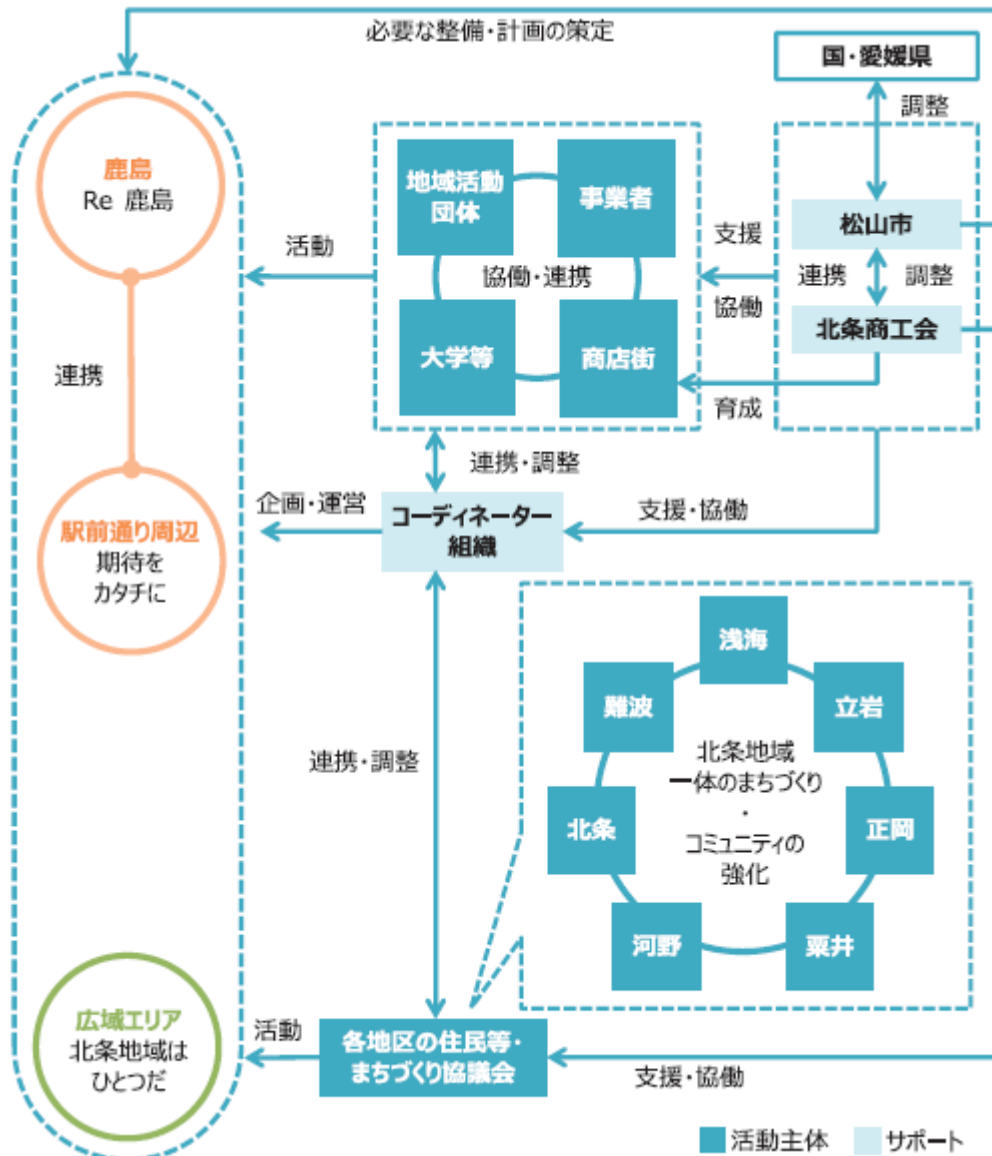 必要な整備・計画の策定
国・愛媛県
調整
鹿島
Re 鹿島
地域活動
団体
事業者
協働・連携
大学等
商店街
活動
支援
協働
松山市
連携
調整
北条商工会
育成
連携
連携・調整
駅前通り周辺
期待を
カタチに
企画・運営
コーディネーター
組織
支援・協働
浅海
難波
立岩
北条地域
一体のまちづくり
・
コミュニティの
強化
北条
正岡
河野
粟井
連携・調整
広域エリア
北条地域は
ひとつだ
活動
各地区の住民等・
まちづくり協議会
支援・協働
活動主体
サポート